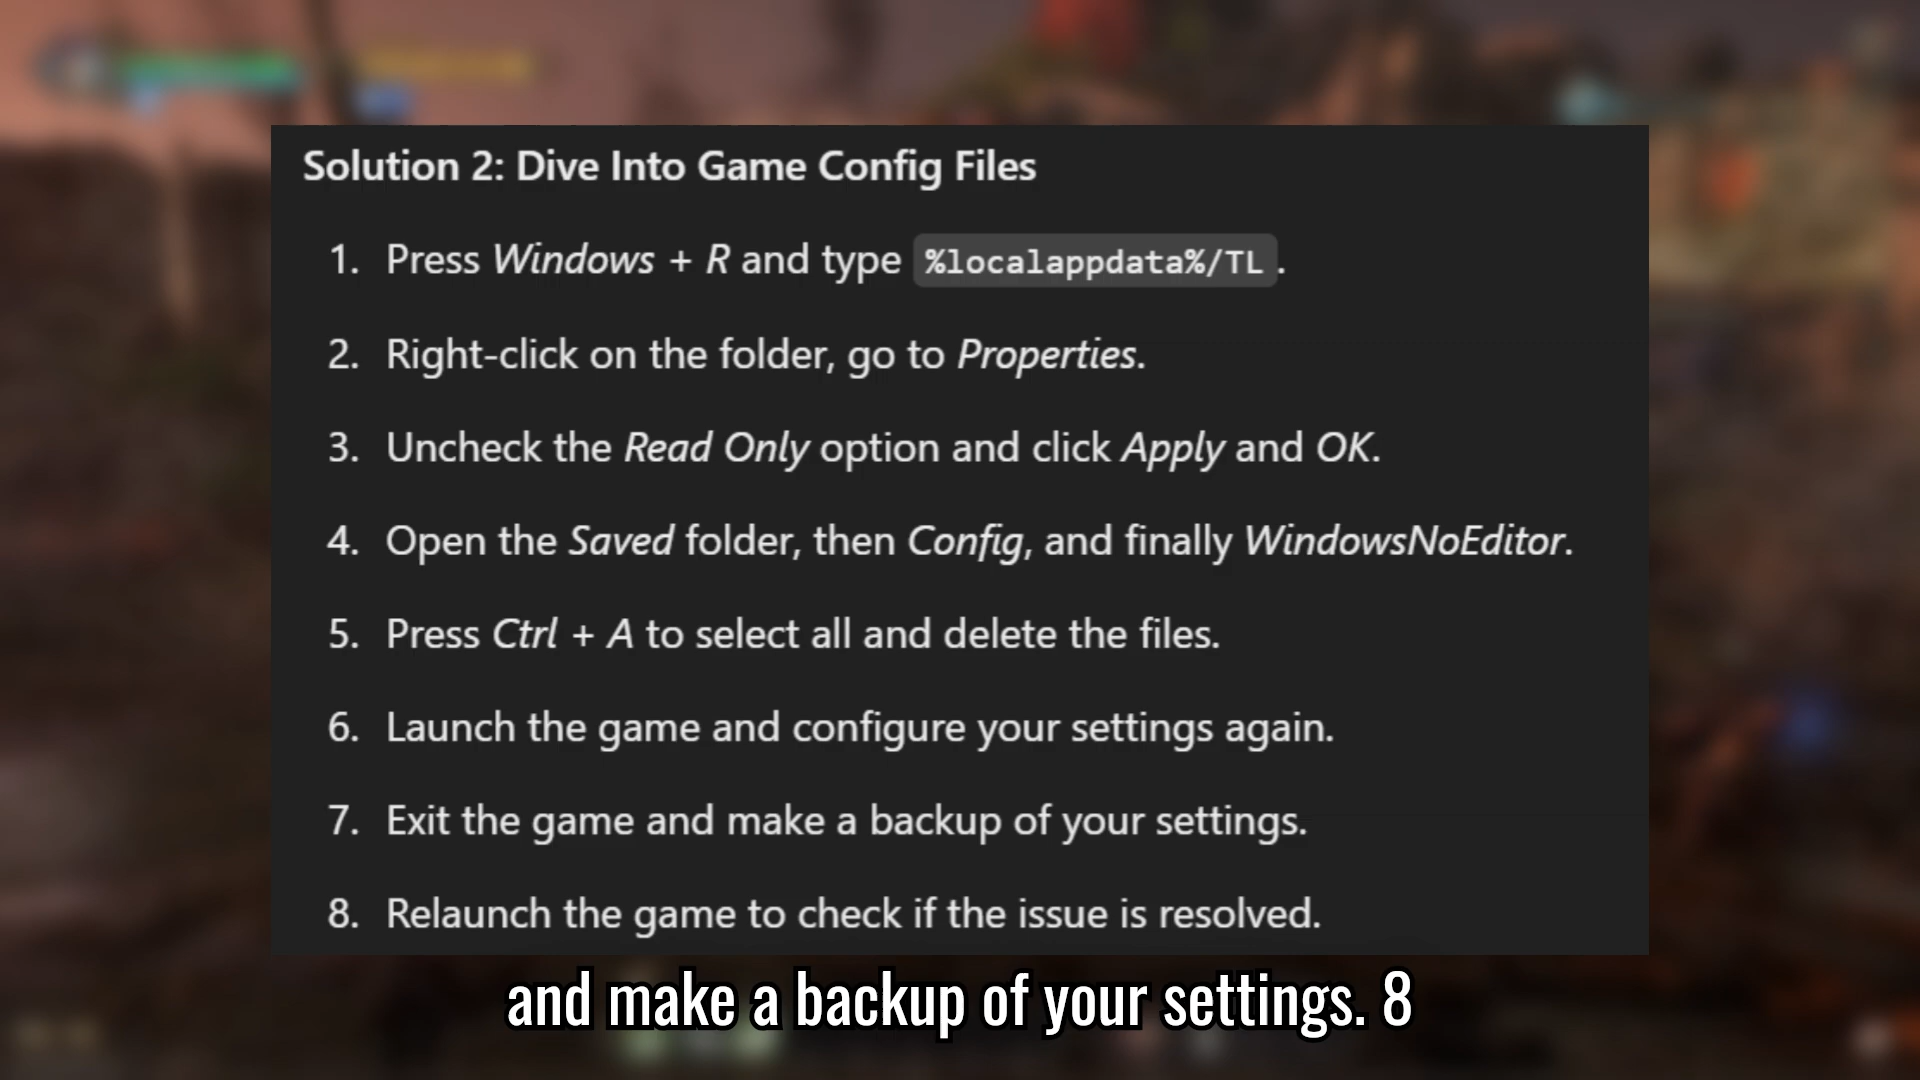 Solution 2: Dive Into Game Config Files
1. Press Windows + R and type %localappdata%/TL.
2. Right-click on the folder, go to Properties.
3. Uncheck the Read Only option and click Apply and OK.
4. Open the Saved folder, then Config, and finally WindowsNoEditor.
5. Press Ctrl + A to select all and delete the files.
6. Launch the game and configure your settings again.
7. Exit the game and make a backup of your settings.
8. Relaunch the game to check if the issue is resolved.
and make a backup of your settings. 8